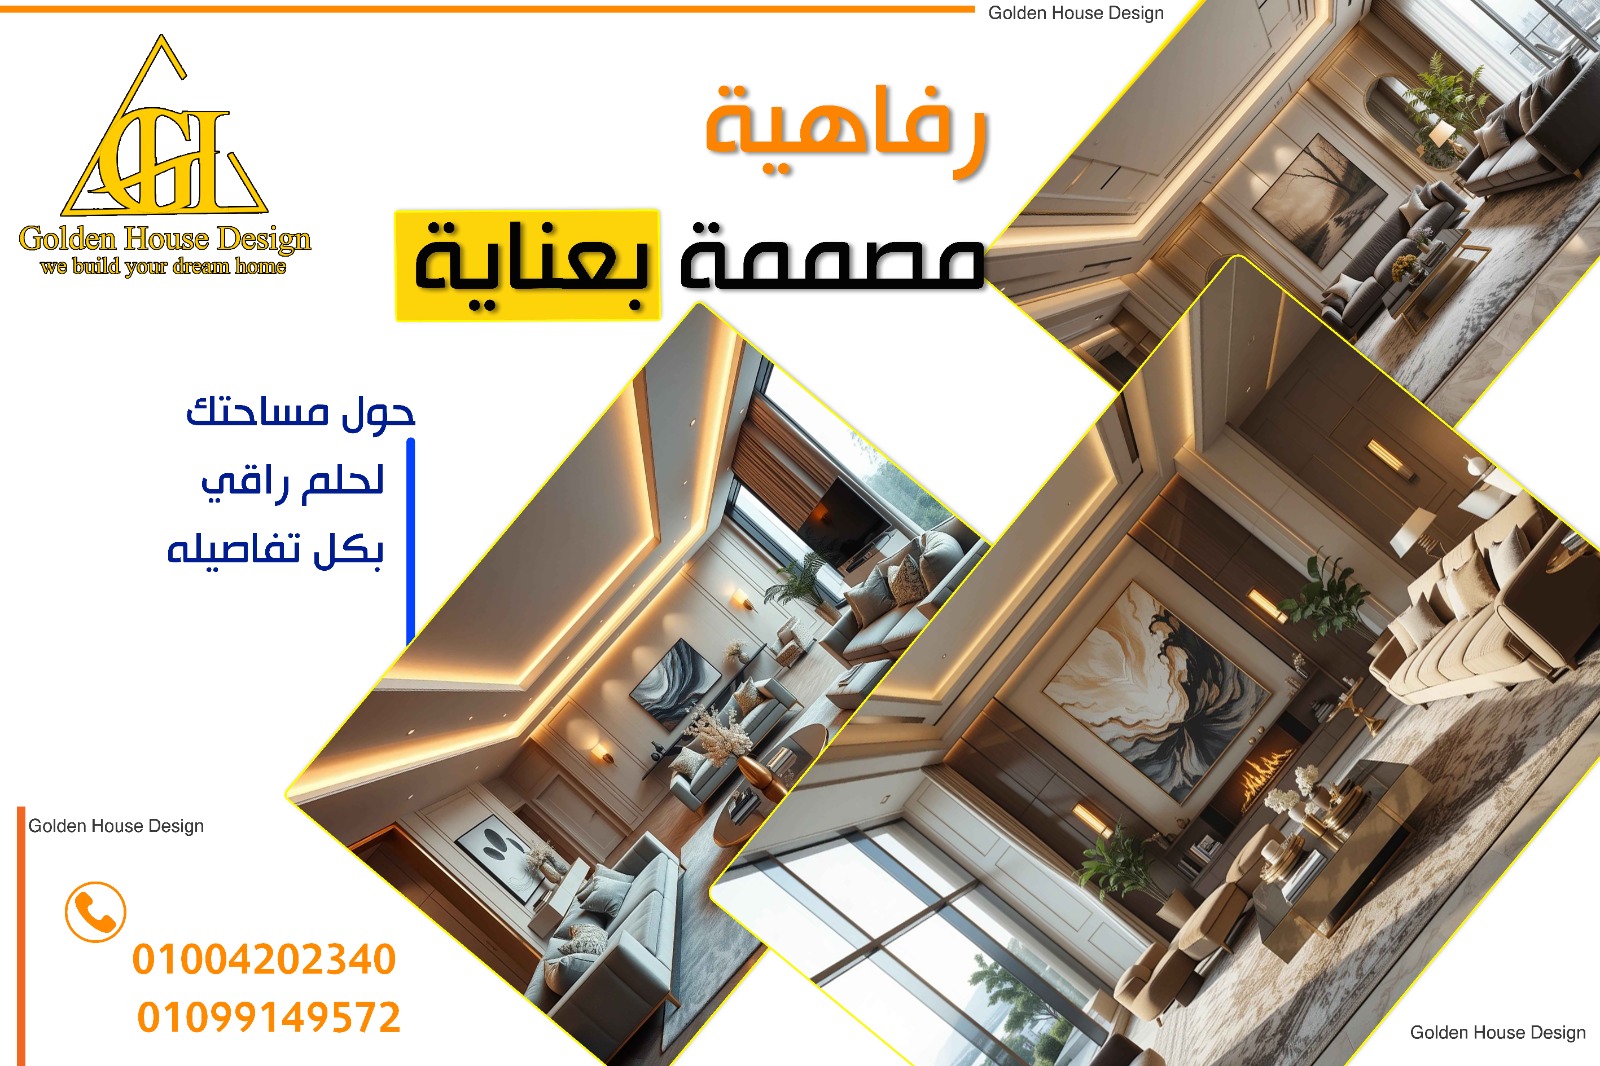 Golden House Design
GH
Golden House Design
we build your dream home
رفاهية
مصممة بعناية
حول مساحتك
لحلم راقي
بكل تفاصيله
Golden House Design
01004202340
01099149572
Golden House Design